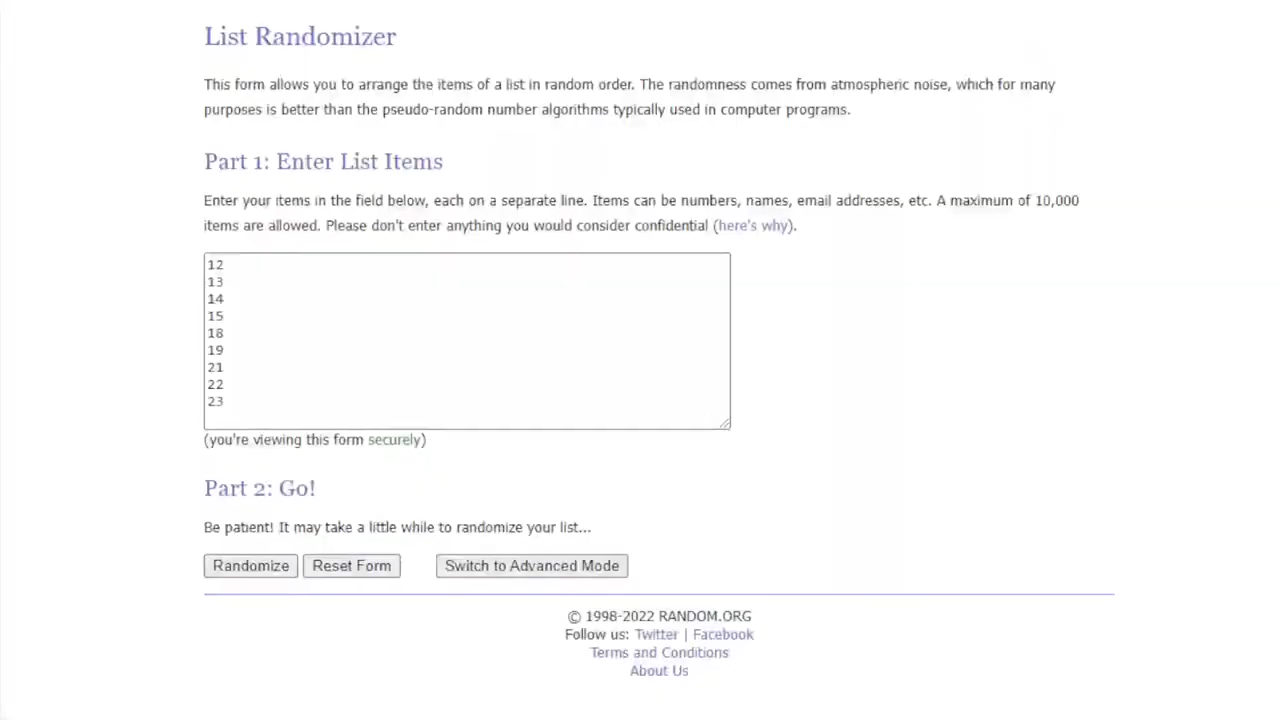 List Randomizer
This form allows you to arrange the items of a list in random order. The randomness comes from atmospheric noise, which for many
purposes is better than the pseudo-random number algorithms typically used in computer programs.
Part 1: Enter List Items
Enter your items in the field below, each on a separate line. Items can be numbers, names, email addresses, etc. A maximum of 10,000
items are allowed. Please don't enter anything you would consider confidential (here's why).
12
13
14
15
18
19
21
22
23
(you're viewing this form securely)
Part 2: Go!
Be patient! It may take a little while to randomize your list...
Randomize Reset Form Switch to Advanced Mode
© 1998-2022 RANDOM.ORG
Follow us: Twitter | Facebook
Terms and Conditions
About Us